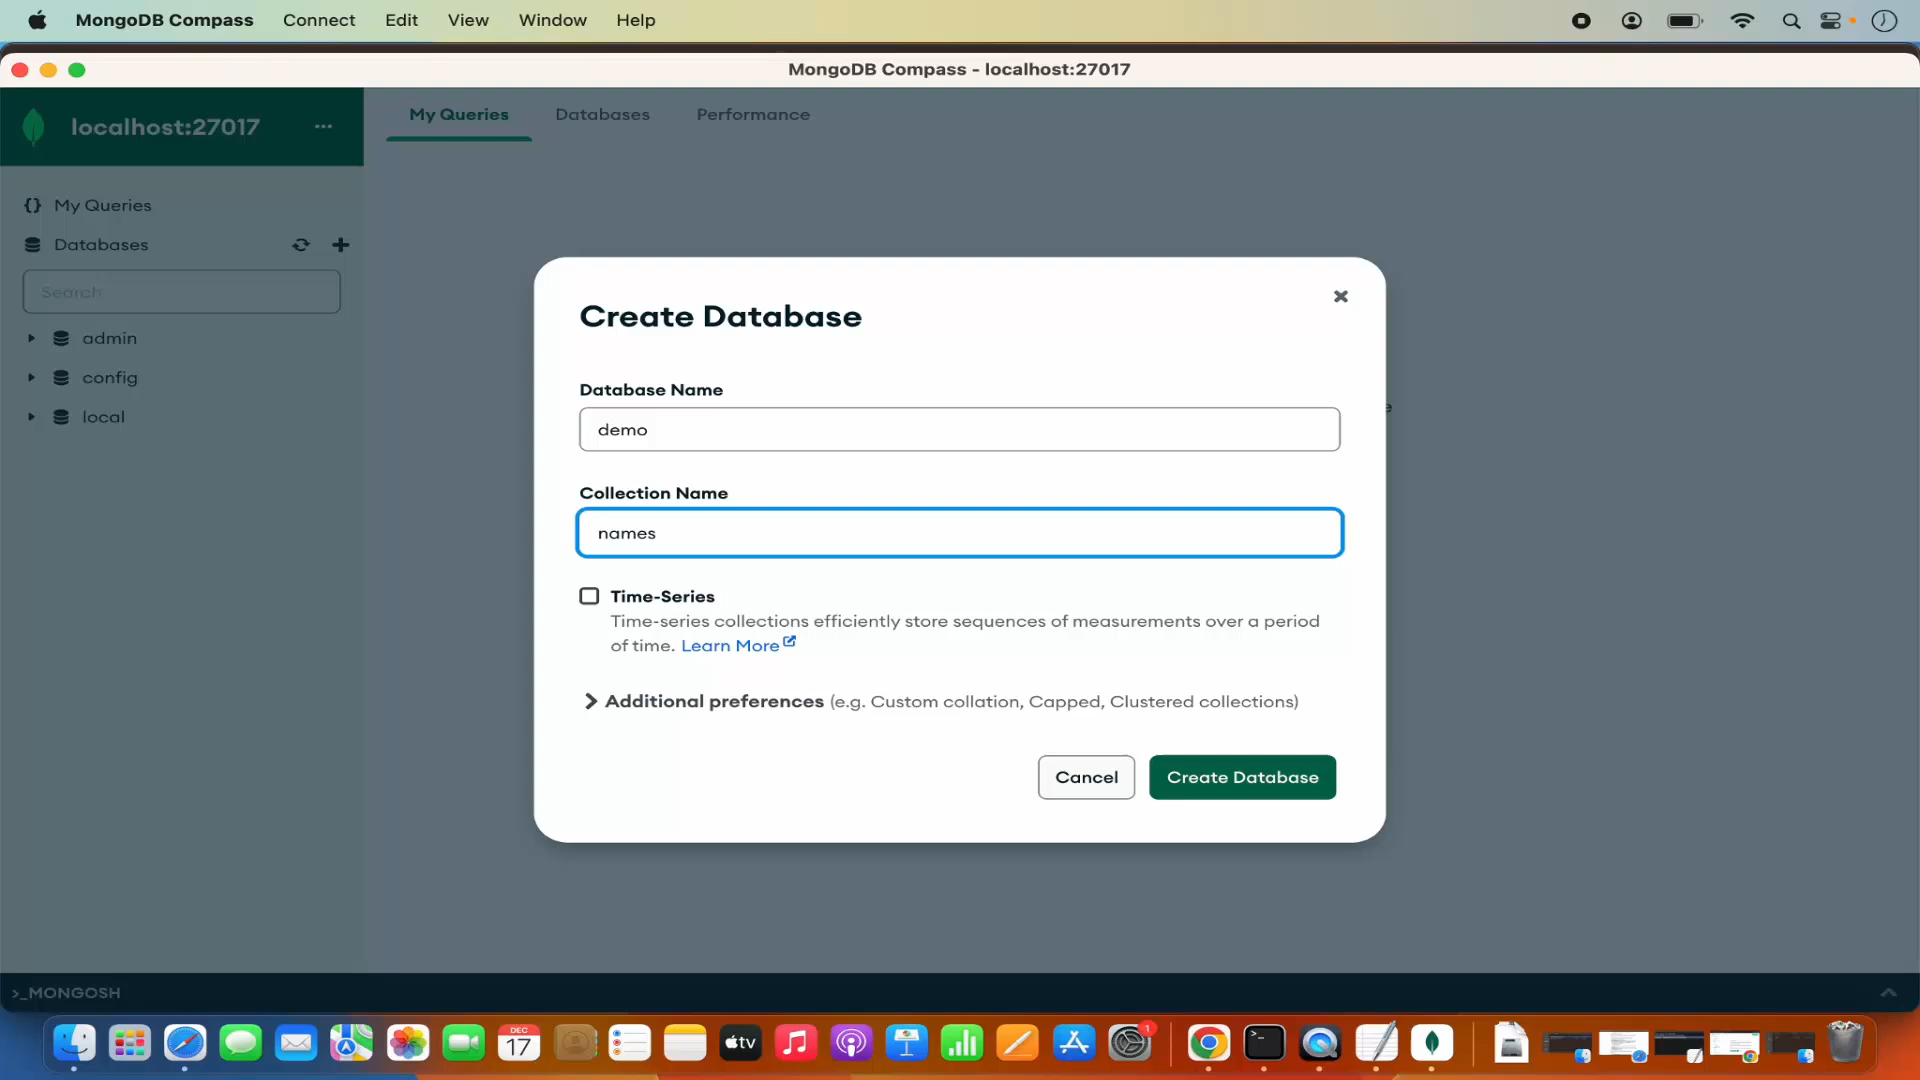 MongoDB Compass Connect Edit View Window Help
MongoDB Compass - localhost:27017
localhost:27017 ...
My Queries Databases Performance
{} My Queries
Databases
Search
admin
config
local
Create Database
Database Name
demo
Collection Name
names
Time-Series
Time-series collections efficiently store sequences of measurements over a period
of time. Learn More
Additional preferences (e.g. Custom collation, Capped, Clustered collections)
Cancel Create Database
e
>_MONGOSH
DEC
17
tv
1